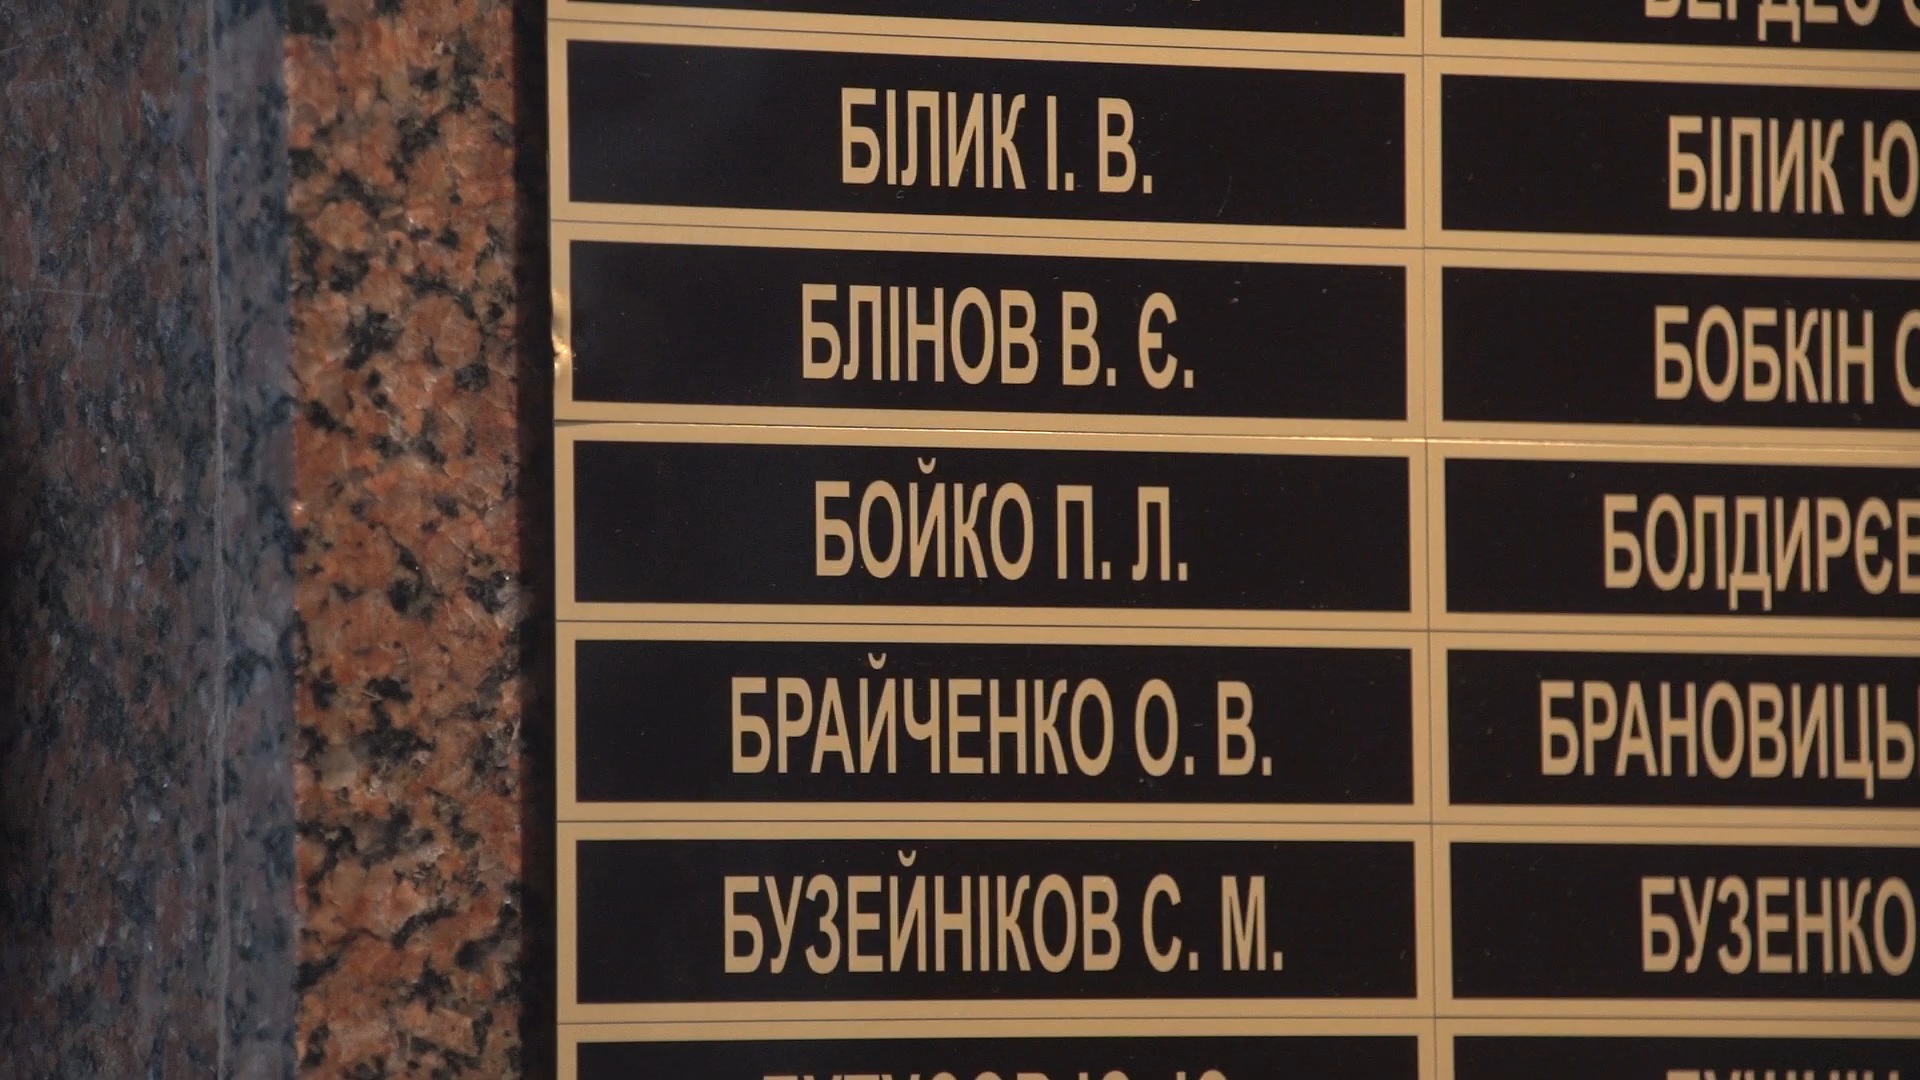 БІЛИК І. В.
БІЛИК Ю
БЛІНОВ В. Є.
БОБКІН
БОЙКО П. Л.
БОЛДИРЄВ
БРАЙЧЕНКО О. В.
БРАНОВИЦЬ
БУЗЕЙНІКОВ С. М.
БУЗЕНКО